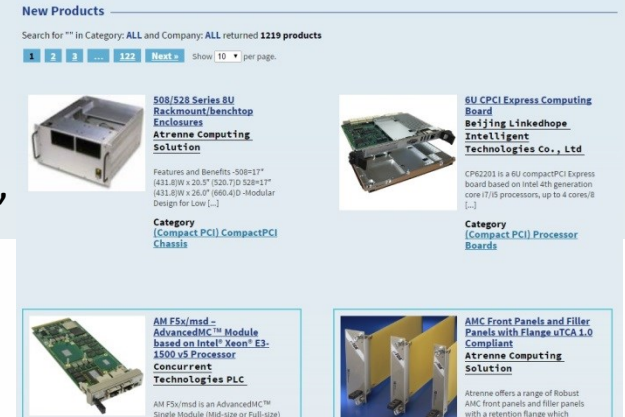 New Products
Search for "" in Category: ALL and Company: ALL returned 1219 products
1 2 3 ... 122 Next » Show 10 per page.
508/528 Series 8U
Rackmount/benchtop
Enclosures
Atrenne Computing
Solution
Features and Benefits -508=17"
(431.8)W x 20.5" (520.7)D 528=17"
(431.8)W x 26.0" (660.4)D -Modular
Design for Low [...]
Category
(Compact PCI) CompactPCI
Chassis
6U CPCI Express Computing
Board
Beijing Linkedhope
Intelligent
Technologies Co., Ltd
CP62201 is a 6U compactPCI Express
board based on Intel 4th generation
core i7/i5 processors, up to 4 cores/8
[...]
Category
(Compact PCI) Processor
Boards
AM F5x/msd –
AdvancedMC™ Module
based on Intel® Xeon® E3-
1500 v5 Processor
Concurrent
Technologies PLC
AM F5x/msd is an AdvancedMC™
Single Module (Mid-size or Full-size)
AMC Front Panels and Filler
Panels with Flange uTCA 1.0
Compliant
Atrenne Computing
Solution
Atrenne offers a range of Robust
AMC front panels and filler panels
with a retention flange which